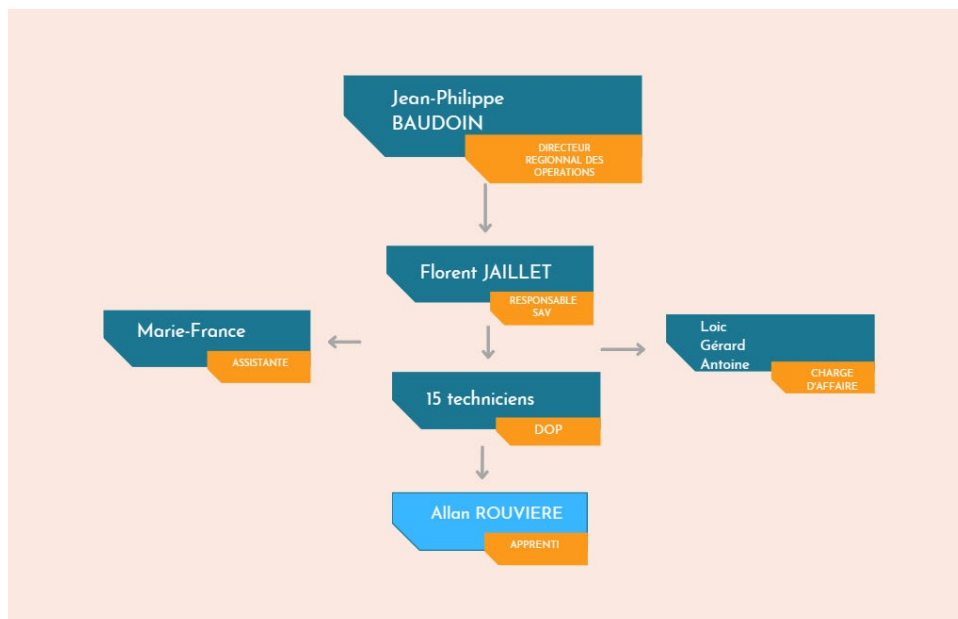 Jean-Philippe
BAUDOIN
DIRECTEUR
REGIONNAL DES
OPERATIONS
Florent JAILLET
RESPONSABLE
SAV
Marie-France
ASSISTANTE
Loic
Gérard
Antoine
CHARGE
D'AFFAIRE
15 techniciens
DOP
Allan ROUVIERE
APPRENTI